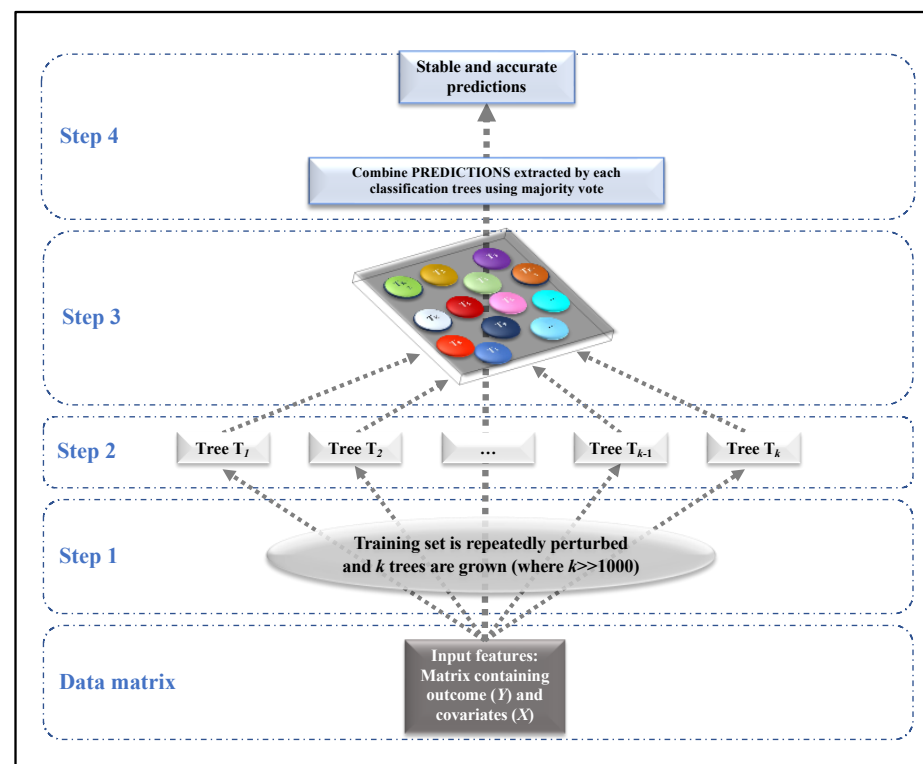 Stable and accurate
predictions
Step 4
Combine PREDICTIONS extracted by each
classification trees using majority vote
Step 3
Step 2
Tree T1
Tree T2
…
Tree Tk-1
Tree Tk
Step 1
Training set is repeatedly perturbed
and k trees are grown (where k>>1000)
Data matrix
Input features:
Matrix containing
outcome (Y) and
covariates (X)